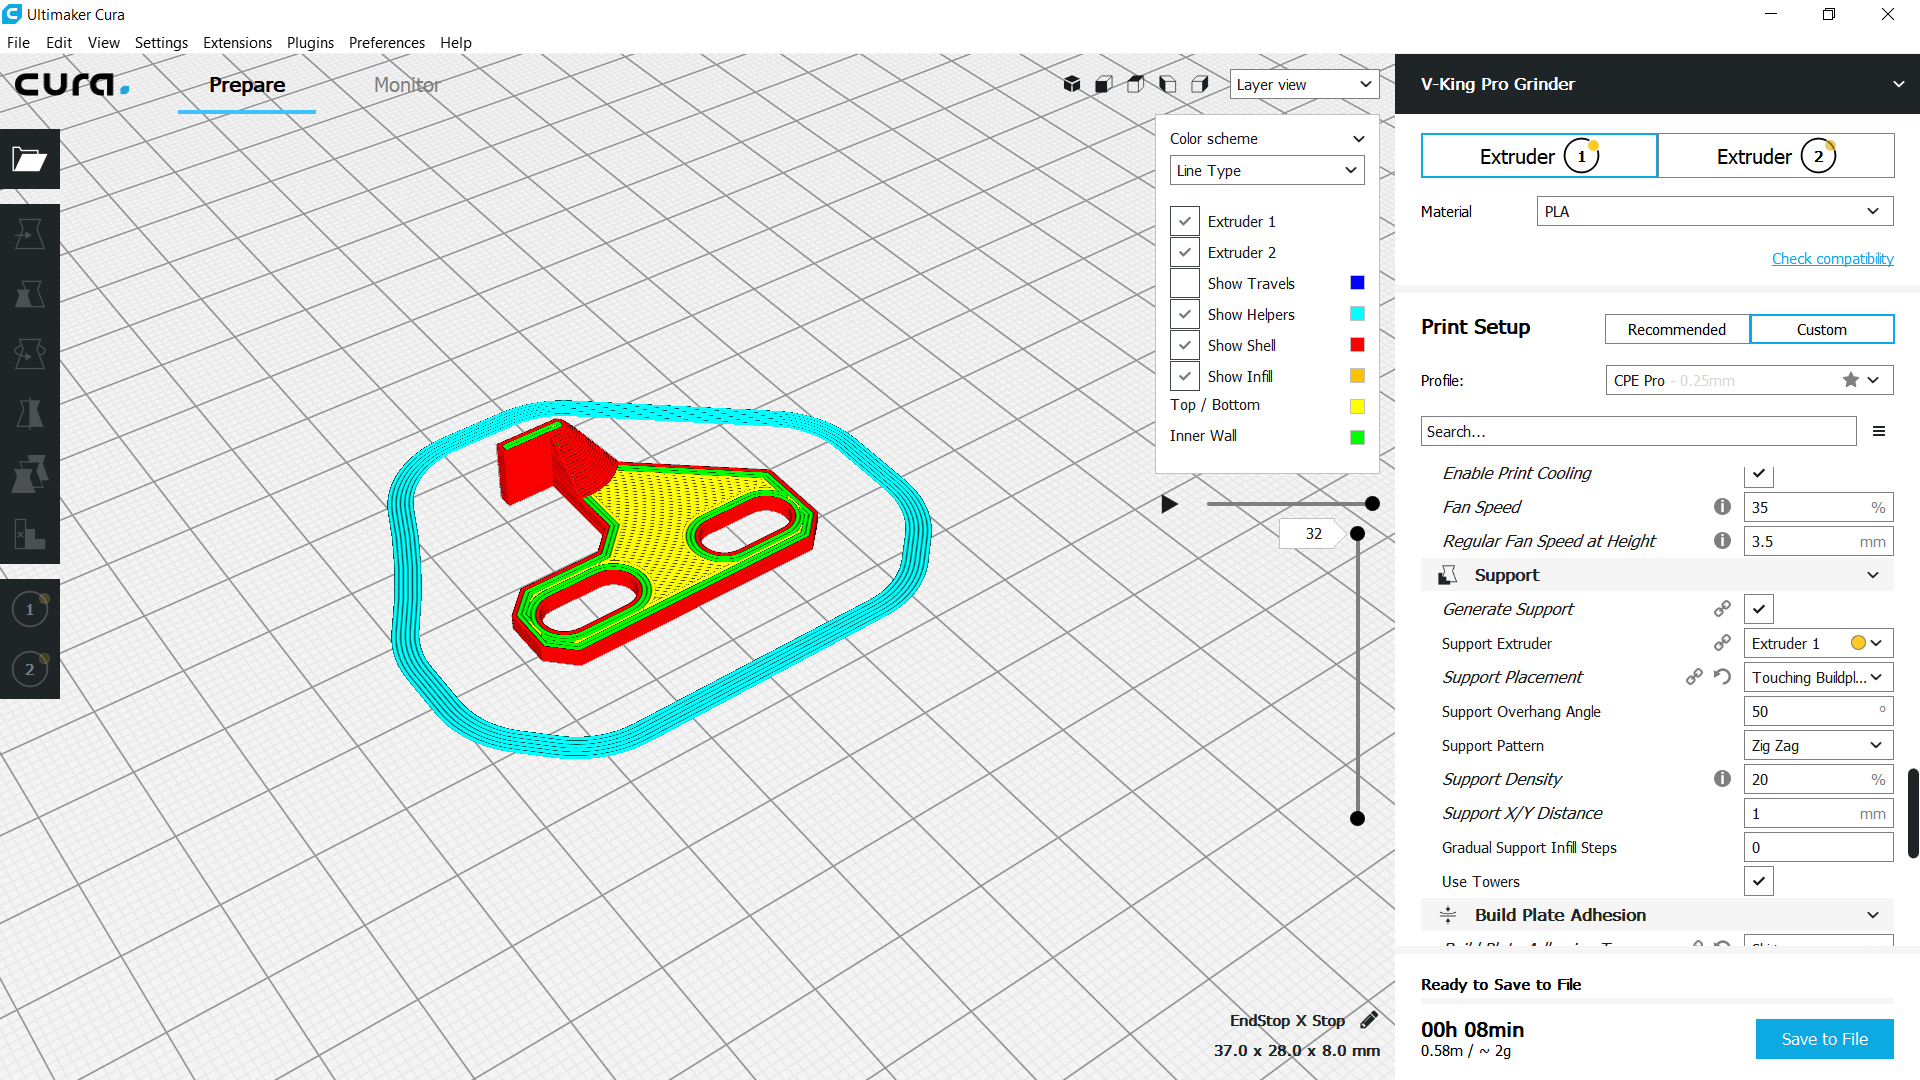 Ultimaker Cura
File Edit View Settings Extensions Plugins Preferences Help
cura.
Prepare
Monitor
Layer view
Color scheme
Line Type
Extruder 1
Extruder 2
Show Travels
Show Helpers
Show Shell
Show Infill
Top / Bottom
Inner Wall
32
1
2
EndStop X Stop
37.0 x 28.0 x 8.0 mm
V-King Pro Grinder
Extruder 1
Extruder 2
Material PLA
Check compatibility
Print Setup Recommended Custom
Profile: CPE Pro - 0.25mm
Search...
Enable Print Cooling
Fan Speed 35 %
Regular Fan Speed at Height 3.5 mm
Support
Generate Support
Support Extruder Extruder 1
Support Placement Touching Buildpl...
Support Overhang Angle 50 °
Support Pattern Zig Zag
Support Density 20 %
Support X/Y Distance 1 mm
Gradual Support Infill Steps 0
Use Towers
Build Plate Adhesion
Ready to Save to File
00h 08min
0.58m / ~ 2g
Save to File